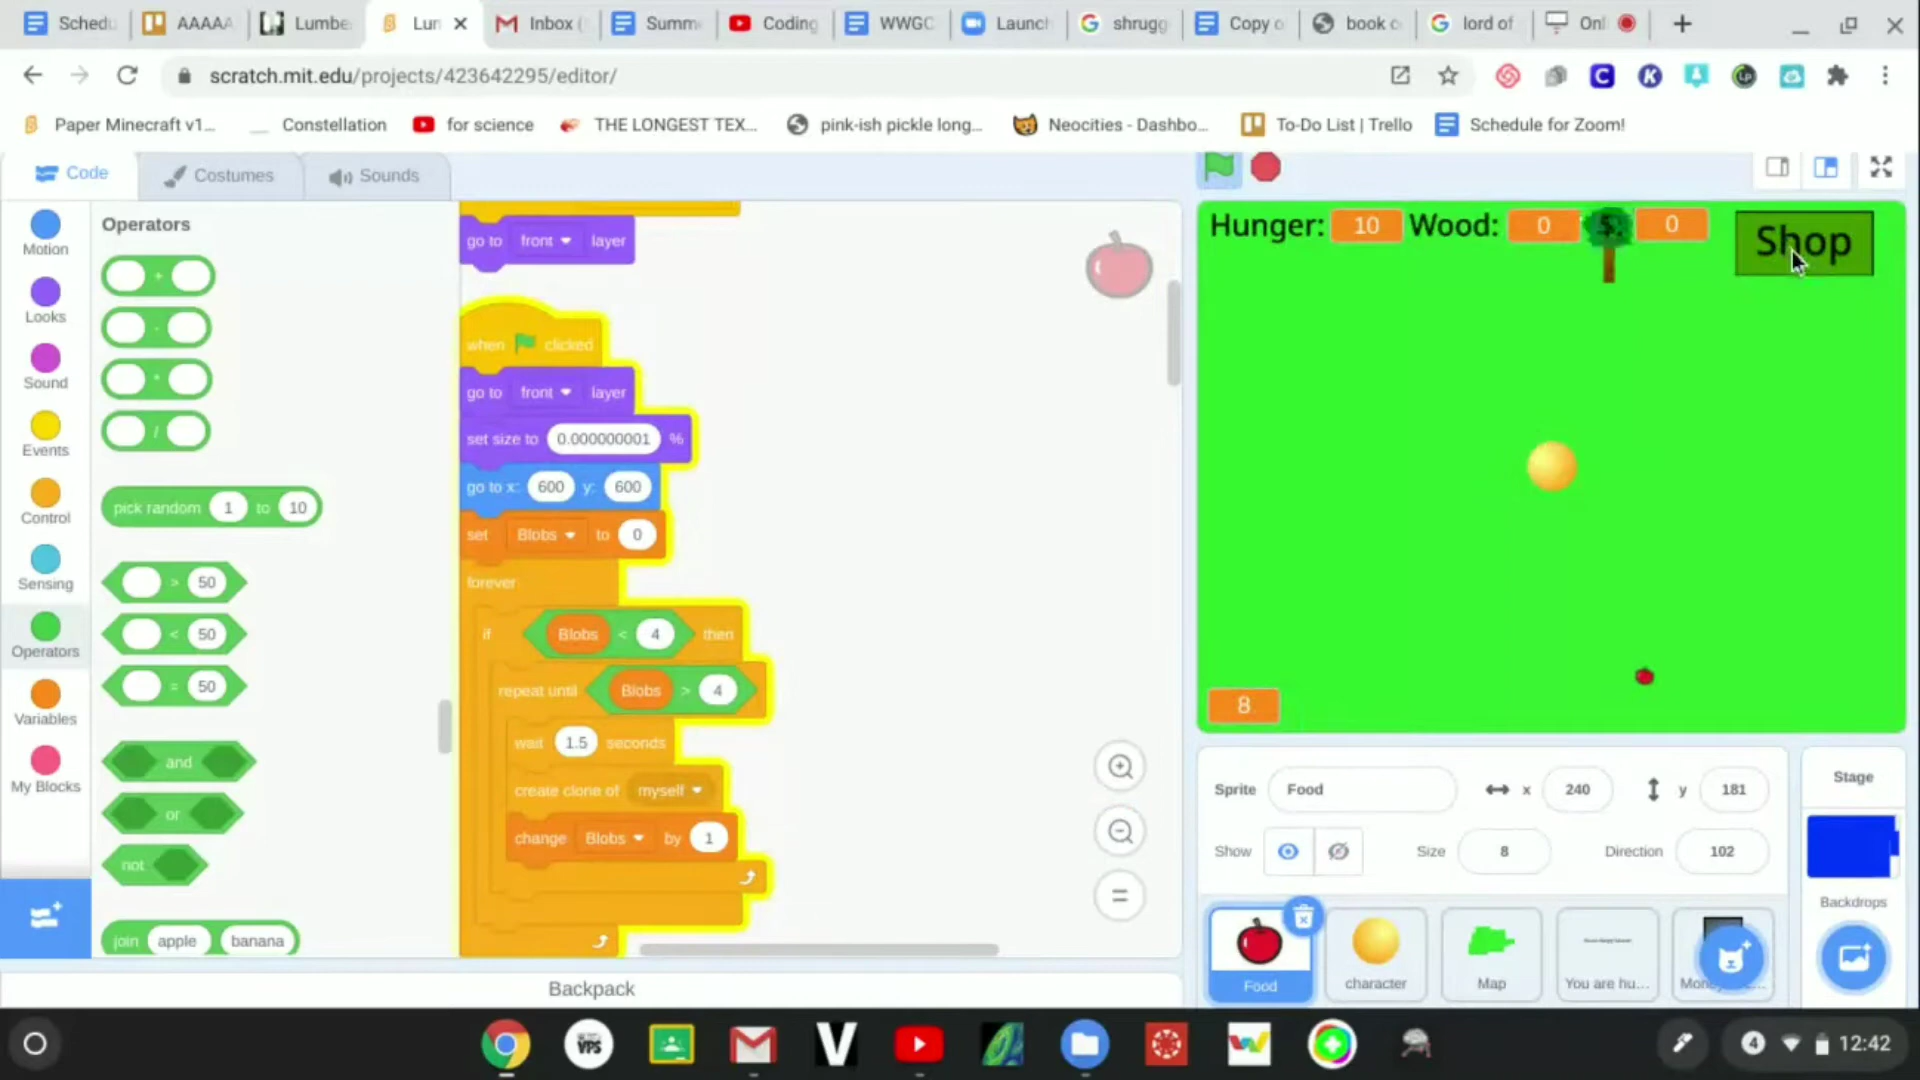 Schedu
AAAAA
Lumbe
Lun
Inbox (
Summ
Coding
WWGC
Launch
shrugg
Copy o
book c
lord of
Onl
scratch.mit.edu/projects/423642295/editor/
Paper Minecraft v1...
Constellation
for science
THE LONGEST TEX...
pink-ish pickle long...
Neocities - Dashbo...
To-Do List | Trello
Schedule for Zoom!
Code
Costumes
Sounds
Motion
Looks
Sound
Events
Control
Sensing
Operators
Variables
My Blocks
Operators
+
-
*
/
pick random 1 to 10
> 50
< 50
= 50
and
or
not
join apple banana
go to front layer
when clicked
go to front layer
set size to 0.000000001 %
go to x: 600 y: 600
set Blobs to 0
forever
if Blobs < 4 then
repeat until Blobs > 4
wait 1.5 seconds
create clone of myself
change Blobs by 1
Backpack
Hunger: 10 Wood: 0 0
Shop
8
Sprite Food x 240 y 181
Show Size 8 Direction 102
Food
character
Map
You are hu...
Stage
Backdrops
VPS
4 12:42